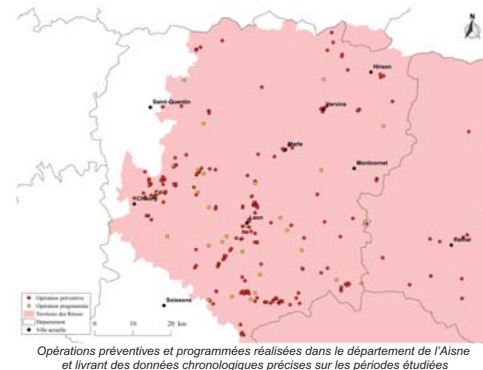 N
Hirson
Saint-Quentin
Vervins
Marle
Montcornet
Chauny
Laon
Rethel
Soissons
Opération préventive
Opération programmée
Territoire des Rèmes
Département
Ville actuelle
0 10 20 km
Opérations préventives et programmées réalisées dans le département de l'Aisne
et livrant des données chronologiques précises sur les périodes étudiées